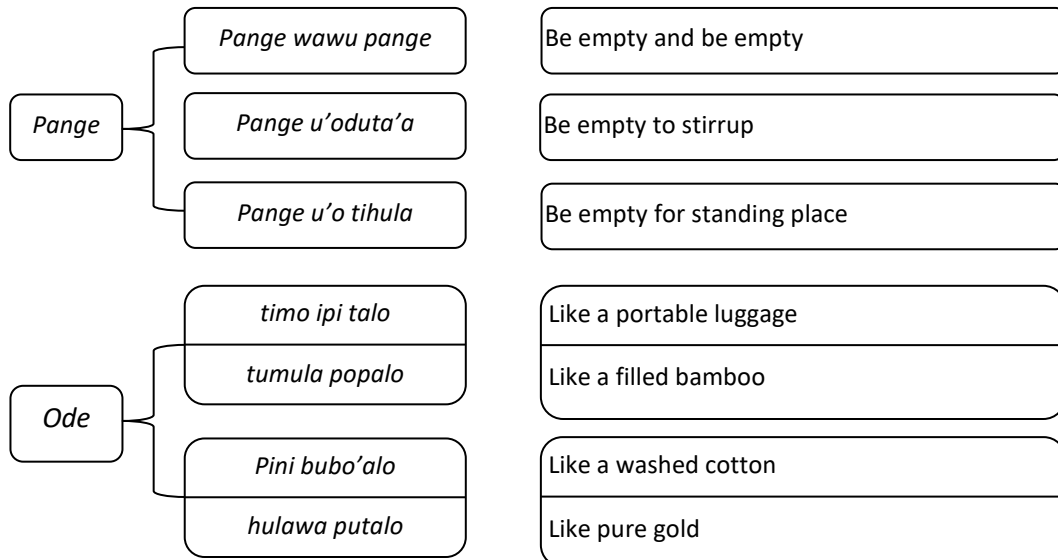 Pange wawu pange
Be empty and be empty
Pange
Pange u’oduta’a
Be empty to stirrup
Pange u’o tihula
Be empty for standing place
timo ipi talo
Like a portable luggage
tumula popalo
Like a filled bamboo
Ode
Pini bubo’alo
Like a washed cotton
hulawa putalo
Like pure gold